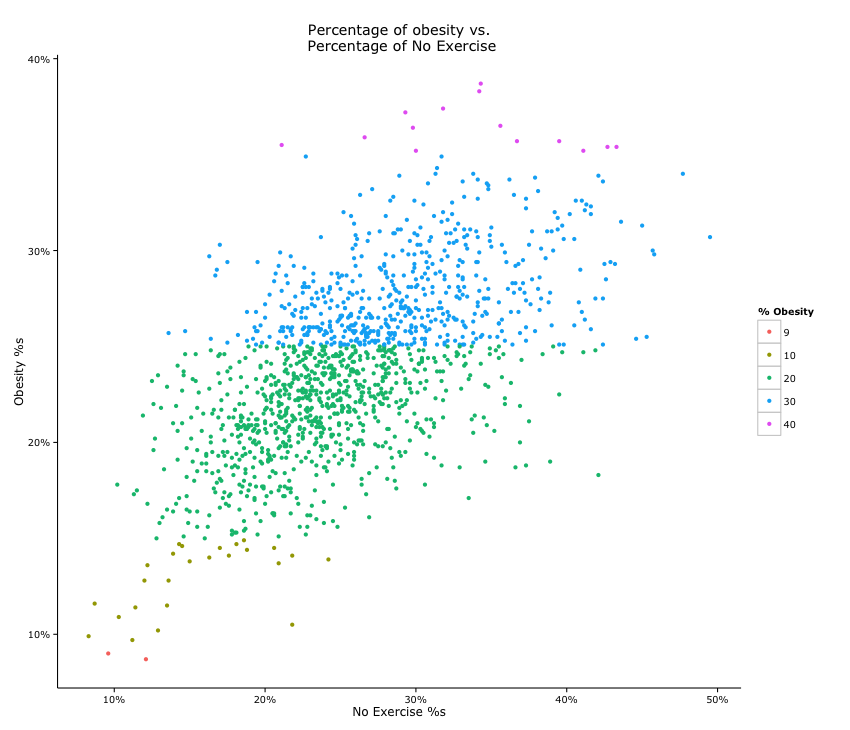 Percentage of obesity vs.
Percentage of No Exercise
40%
30%
20%
10%
Obesity %s
10%
20%
30%
40%
50%
No Exercise %s
% Obesity
9
10
20
30
40